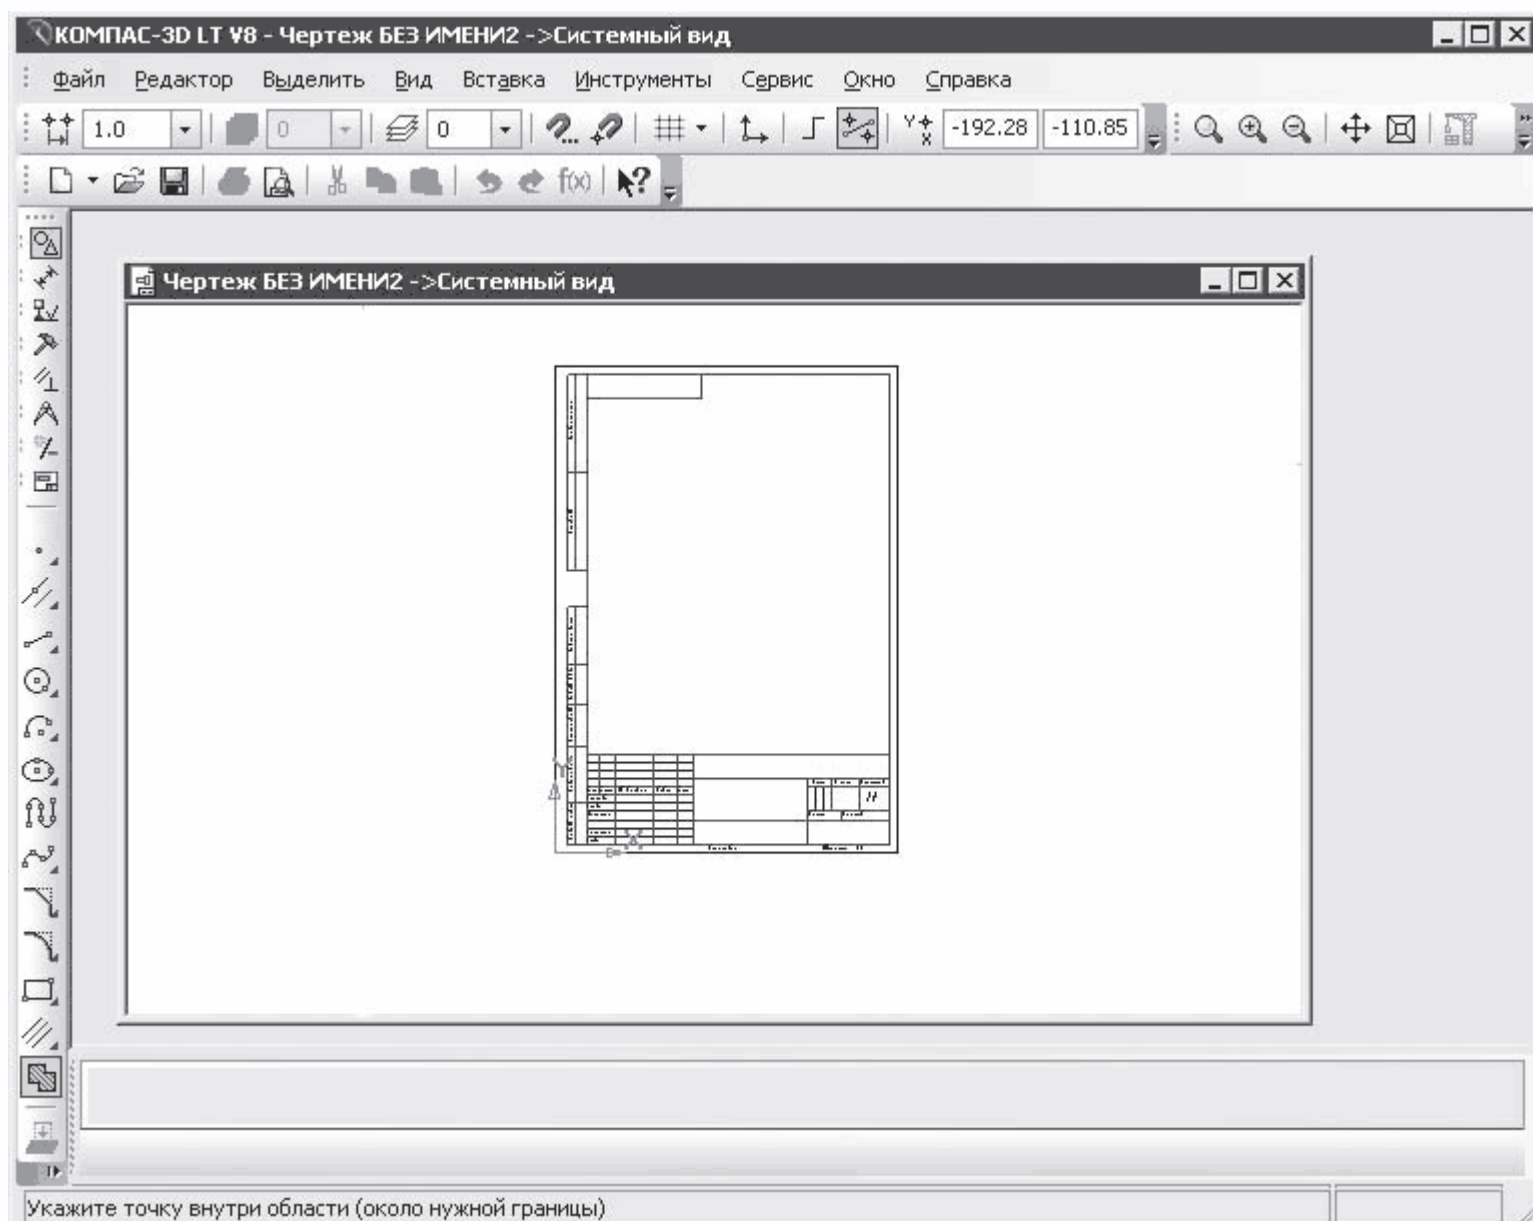 КОМПАС-3D LT V8 - Чертеж БЕЗ ИМЕНИ2 ->Системный вид
Файл Редактор Выделить Вид Вставка Инструменты Сервис Окно Справка
1.0 0 0 Y X -192.28 -110.85
f(x) ?
Чертеж БЕЗ ИМЕНИ2 ->Системный вид
Y
X
Укажите точку внутри области (около нужной границы)